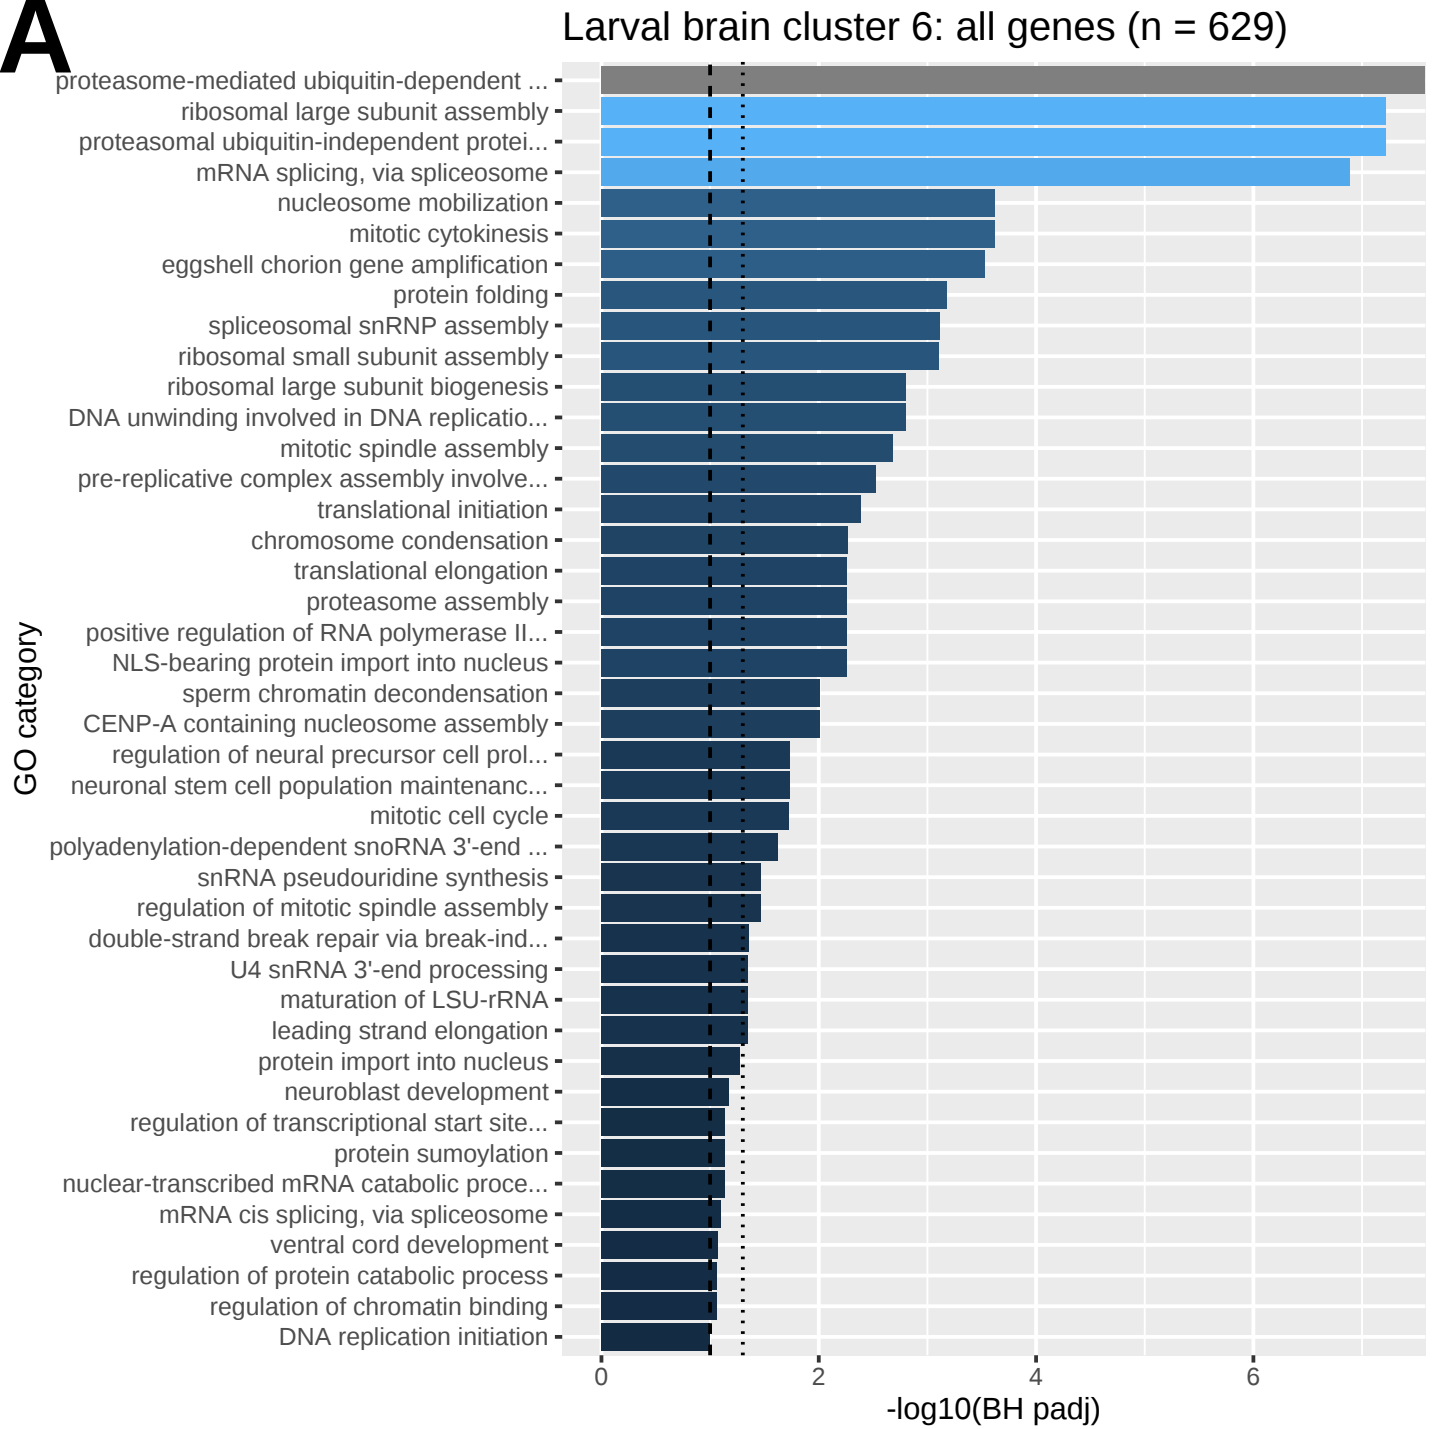 A
Larval brain cluster 6: all genes (n = 629)
proteasome-mediated ubiquitin-dependent ...
ribosomal large subunit assembly
proteasomal ubiquitin-independent protei...
mRNA splicing, via spliceosome
nucleosome mobilization
mitotic cytokinesis
eggshell chorion gene amplification
protein folding
spliceosomal snRNP assembly
ribosomal small subunit assembly
ribosomal large subunit biogenesis
DNA unwinding involved in DNA replicatio...
mitotic spindle assembly
pre-replicative complex assembly involve...
translational initiation
chromosome condensation
translational elongation
proteasome assembly
positive regulation of RNA polymerase II...
NLS-bearing protein import into nucleus
sperm chromatin decondensation
CENP-A containing nucleosome assembly
regulation of neural precursor cell prol...
neuronal stem cell population maintenanc...
mitotic cell cycle
polyadenylation-dependent snoRNA 3'-end ...
snRNA pseudouridine synthesis
regulation of mitotic spindle assembly
double-strand break repair via break-ind...
U4 snRNA 3'-end processing
maturation of LSU-rRNA
leading strand elongation
protein import into nucleus
neuroblast development
regulation of transcriptional start site...
protein sumoylation
nuclear-transcribed mRNA catabolic proce...
mRNA cis splicing, via spliceosome
ventral cord development
regulation of protein catabolic process
regulation of chromatin binding
DNA replication initiation
GO category
0 2 4 6
-log10(BH padj)